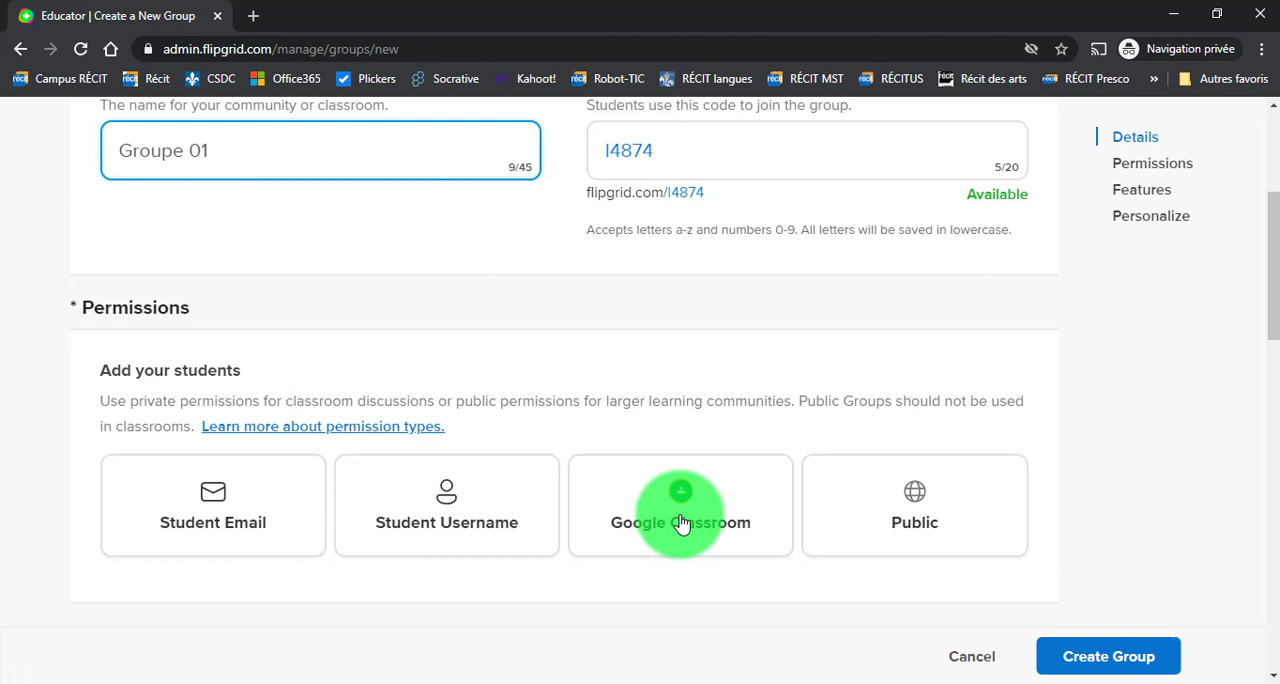 Educator | Create a New Group
admin.flipgrid.com/manage/groups/new
Navigation privée
Campus RÉCIT
Récit
CSDC
Office365
Plickers
Socrative
Kahoot!
Robot-TIC
RÉCIT langues
RÉCIT MST
RÉCITUS
Récit des arts
RÉCIT Presco
»
Autres favoris
The name for your community or classroom.
Students use this code to join the group.
Groupe 01
9/45
l4874
5/20
flipgrid.com/l4874
Available
Accepts letters a-z and numbers 0-9. All letters will be saved in lowercase.
Details
Permissions
Features
Personalize
* Permissions
Add your students
Use private permissions for classroom discussions or public permissions for larger learning communities. Public Groups should not be used
in classrooms. Learn more about permission types.
Student Email
Student Username
Google Classroom
Public
Cancel
Create Group